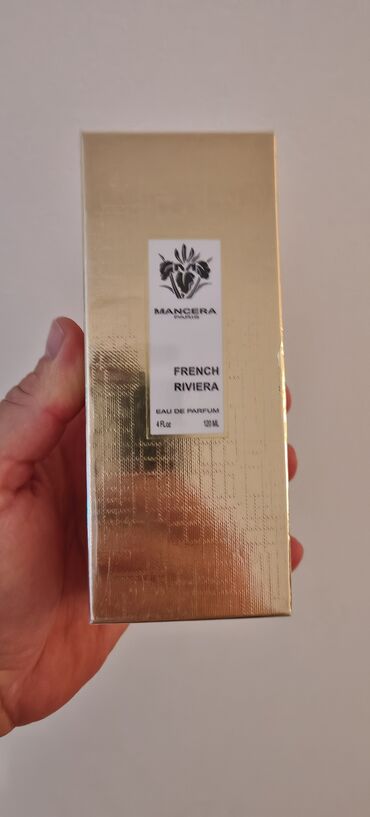 MANCERA
PARIS
FRENCH
RIVIERA
EAU DE PARFUM
4 Fl.oz 120 ML